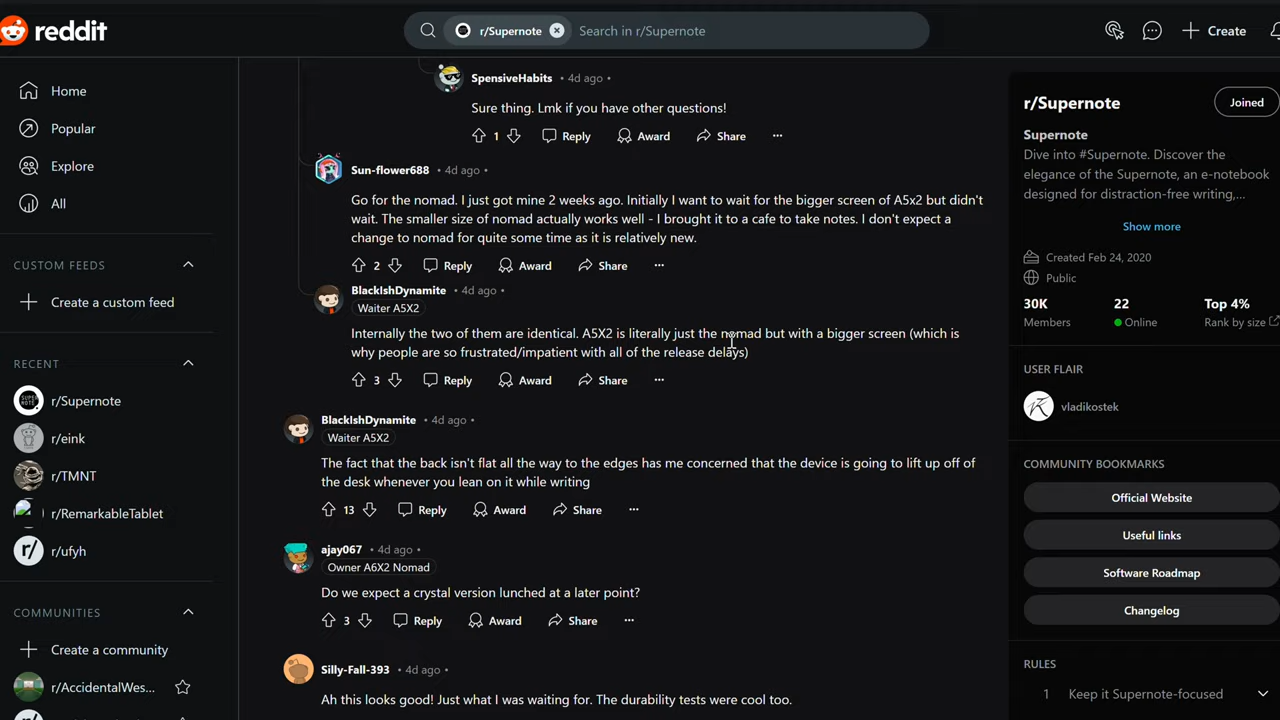 reddit
r/Supernote
Search in r/Supernote
Create
Home
Popular
Explore
All
CUSTOM FEEDS
Create a custom feed
RECENT
r/Supernote
r/eink
r/TMNT
r/RemarkableTablet
r/ufyh
COMMUNITIES
Create a community
r/AccidentalWes...
SpensiveHabits • 4d ago •
Sure thing. Lmk if you have other questions!
1 Reply Award Share
Sun-flower688 • 4d ago •
Go for the nomad. I just got mine 2 weeks ago. Initially I want to wait for the bigger screen of A5x2 but didn't
wait. The smaller size of nomad actually works well - I brought it to a cafe to take notes. I don't expect a
change to nomad for quite some time as it is relatively new.
2 Reply Award Share
BlackIshDynamite • 4d ago •
Waiter A5X2
Internally the two of them are identical. A5X2 is literally just the nomad but with a bigger screen (which is
why people are so frustrated/impatient with all of the release delays)
3 Reply Award Share
BlackIshDynamite • 4d ago •
Waiter A5X2
The fact that the back isn't flat all the way to the edges has me concerned that the device is going to lift up off of
the desk whenever you lean on it while writing
13 Reply Award Share
ajay067 • 4d ago •
Owner A6X2 Nomad
Do we expect a crystal version lunched at a later point?
3 Reply Award Share
Silly-Fall-393 • 4d ago •
Ah this looks good! Just what I was waiting for. The durability tests were cool too.
r/Supernote
Joined
Supernote
Dive into #Supernote. Discover the
elegance of the Supernote, an e-notebook
designed for distraction-free writing,...
Show more
Created Feb 24, 2020
Public
30K 22 Top 4%
Members Online Rank by size
USER FLAIR
vladikostek
COMMUNITY BOOKMARKS
Official Website
Useful links
Software Roadmap
Changelog
RULES
1 Keep it Supernote-focused